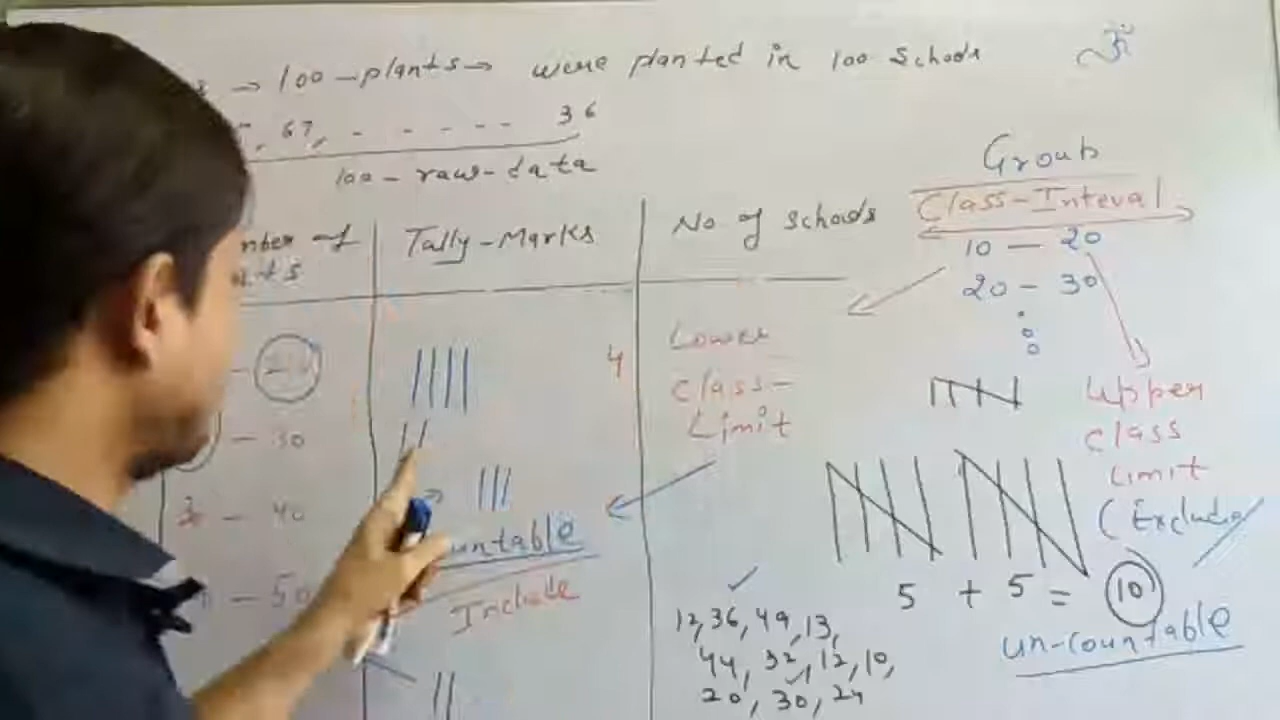 → 100 - plants → were planted in 100 Schools
ॐ
, 67, - - - - - - 36
100 - raw - data
Group
Class - Interval
Tally - Marks
No of schools
10 — 20
20 - 30
Lower
Class -
Limit
4
Upper
Class
Limit
- 30
- 40
- 50
untable
Include
5 + 5 = 10
un-countable
12, 36, 49, 13,
44, 32, 12, 10,
20, 30, 24